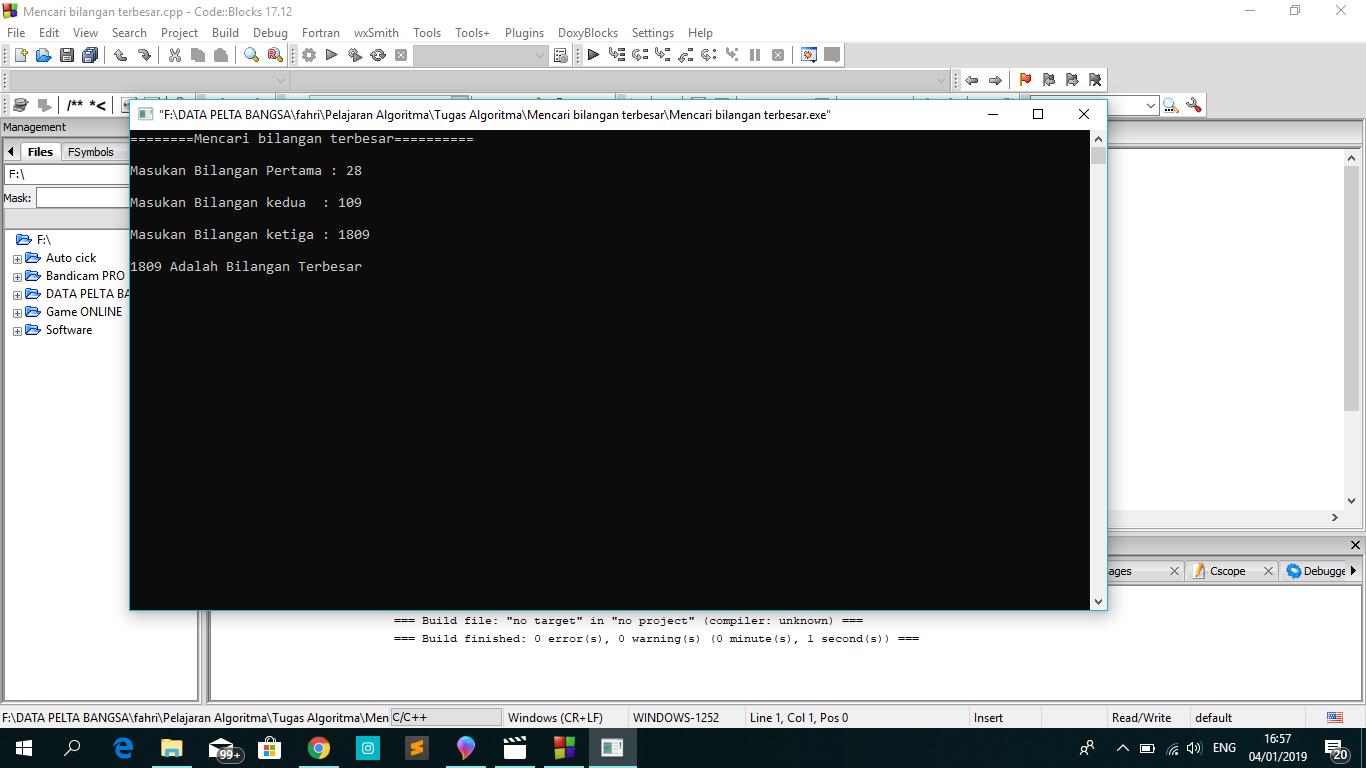 Mencari bilangan terbesar.cpp - Code::Blocks 17.12
File Edit View Search Project Build Debug Fortran wxSmith Tools Tools+ Plugins DoxyBlocks Settings Help
/** *<
Management
Files FSymbols
F:\
Mask:
F:\
Auto cick
Bandicam PRO
DATA PELTA BA
Game ONLINE
Software
"F:\DATA PELTA BANGSA\fahri\Pelajaran Algoritma\Tugas Algoritma\Mencari bilangan terbesar\Mencari bilangan terbesar.exe"
========Mencari bilangan terbesar==========
Masukan Bilangan Pertama : 28
Masukan Bilangan kedua  : 109
Masukan Bilangan ketiga : 1809
1809 Adalah Bilangan Terbesar
ages Cscope Debugge
=== Build file: "no target" in "no project" (compiler: unknown) ===
=== Build finished: 0 error(s), 0 warning(s) (0 minute(s), 1 second(s)) ===
F:\DATA PELTA BANGSA\fahri\Pelajaran Algoritma\Tugas Algoritma\Men C/C++ Windows (CR+LF) WINDOWS-1252 Line 1, Col 1, Pos 0 Insert Read/Write default
99+ ENG 16:57
04/01/2019 20